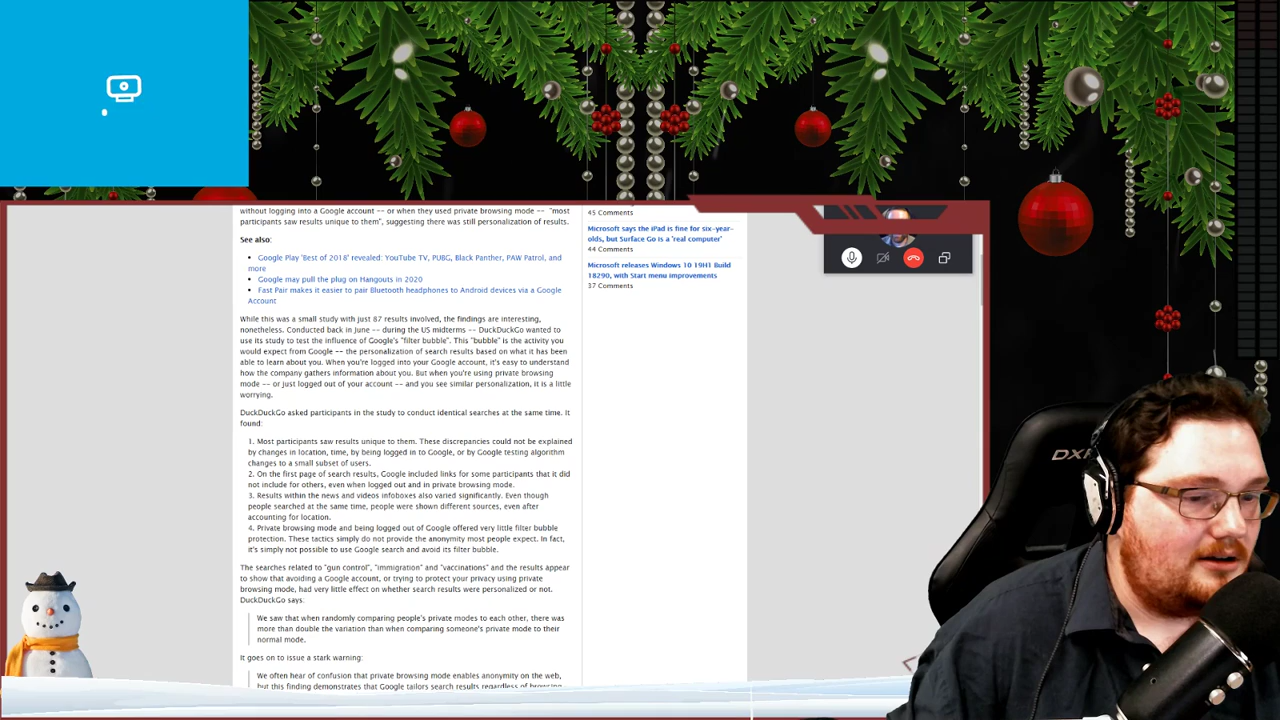 without logging into a Google account -- or when they used private browsing mode -- "most
participants saw results unique to them", suggesting there was still personalization of results.
See also:
Google Play 'Best of 2018' revealed: YouTube TV, PUBG, Black Panther, PAW Patrol, and
more
Google may pull the plug on Hangouts in 2020
Fast Pair makes it easier to pair Bluetooth headphones to Android devices via a Google
Account
While this was a small study with just 87 results involved, the findings are interesting,
nonetheless. Conducted back in June -- during the US midterms -- DuckDuckGo wanted to
use its study to test the influence of Google's "filter bubble". This "bubble" is the activity you
would expect from Google -- the personalization of search results based on what it has been
able to learn about you. When you're logged into your Google account, it's easy to understand
how the company gathers information about you. But when you're using private browsing
mode -- or just logged out of your account -- and you see similar personalization, it is a little
worrying.
DuckDuckGo asked participants in the study to conduct identical searches at the same time. It
found:
1. Most participants saw results unique to them. These discrepancies could not be explained
by changes in location, time, by being logged in to Google, or by Google testing algorithm
changes to a small subset of users.
2. On the first page of search results, Google included links for some participants that it did
not include for others, even when logged out and in private browsing mode.
3. Results within the news and videos infoboxes also varied significantly. Even though
people searched at the same time, people were shown different sources, even after
accounting for location.
4. Private browsing mode and being logged out of Google offered very little filter bubble
protection. These tactics simply do not provide the anonymity most people expect. In fact,
it's simply not possible to use Google search and avoid its filter bubble.
The searches related to "gun control", "immigration" and "vaccinations" and the results appear
to show that avoiding a Google account, or trying to protect your privacy using private
browsing mode, had very little effect on whether search results were personalized or not.
DuckDuckGo says:
We saw that when randomly comparing people's private modes to each other, there was
more than double the variation than when comparing someone's private mode to their
normal mode.
It goes on to issue a stark warning:
We often hear of confusion that private browsing mode enables anonymity on the web,
but this finding demonstrates that Google tailors search results regardless of browsing
45 Comments
Microsoft says the iPad is fine for six-year-
olds, but Surface Go is a 'real computer'
44 Comments
Microsoft releases Windows 10 19H1 Build
18290, with Start menu improvements
37 Comments